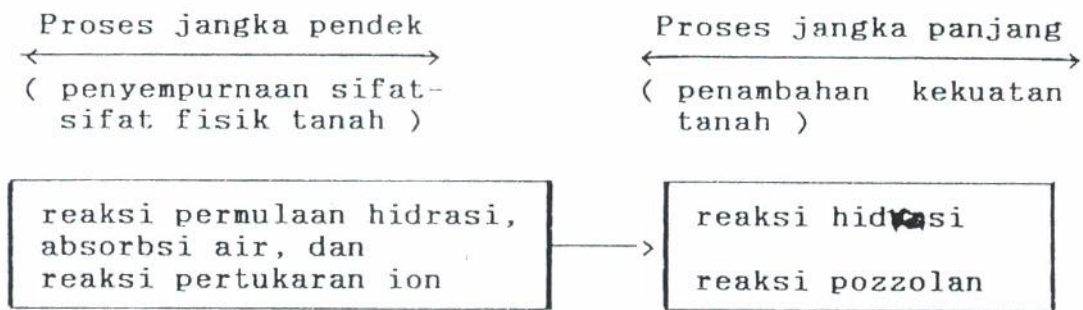 Proses jangka pendek
( penyempurnaan sifat-
sifat fisik tanah )
reaksi permulaan hidrasi,
absorbsi air, dan
reaksi pertukaran ion
Proses jangka panjang
( penambahan kekuatan
tanah )
reaksi hidrasi
reaksi pozzolan